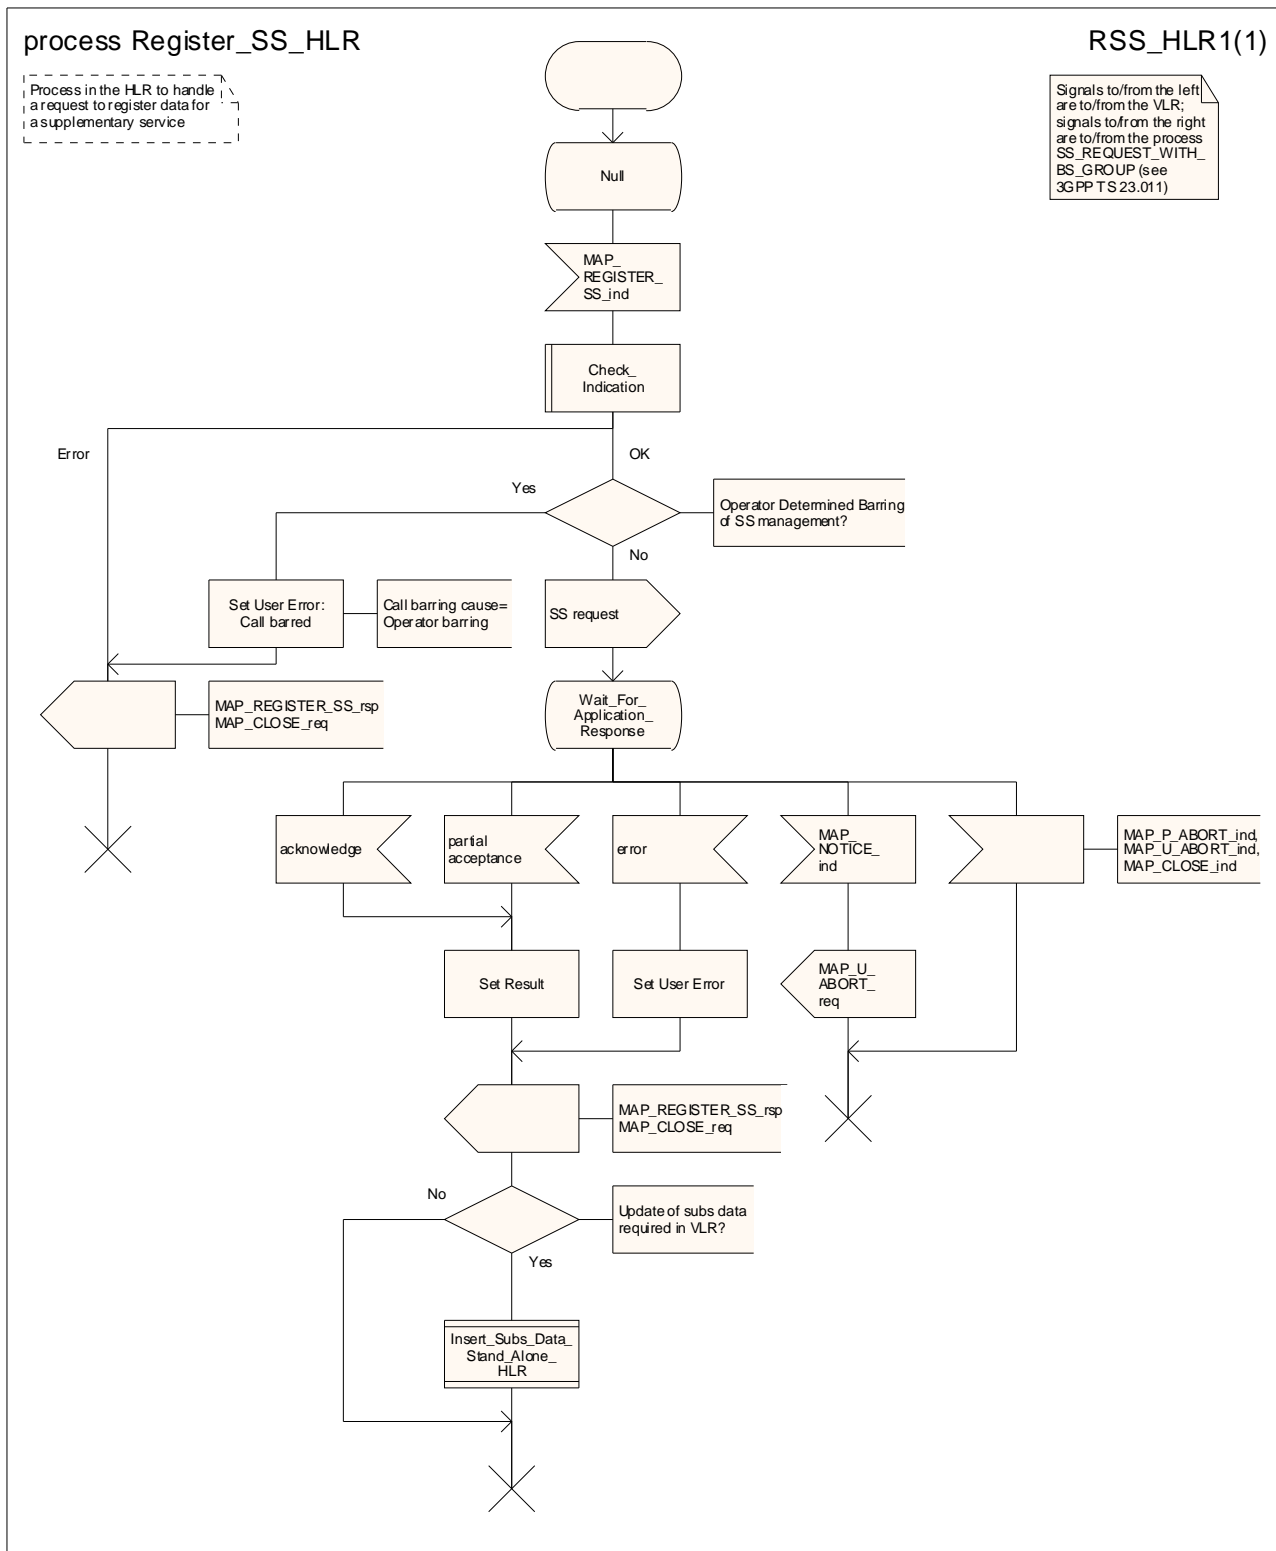 process Register_SS_HLR
RSS_HLR1(1)
Process in the HLR to handle
a request to register data for
a supplementary service
Signals to/from the left
are to/from the VLR;
signals to/from the right
are to/from the process
SS_REQUEST_WITH_
BS_GROUP (see
3GPP TS 23.011)
Null
MAP_
REGISTER_
SS_ind
Check_
Indication
Error
OK
Yes
Operator Determined Barring
of SS management?
No
Set User Error:
Call barred
Call barring cause=
Operator barring
SS request
MAP_REGISTER_SS_rsp
MAP_CLOSE_req
Wait_For_
Application_
Response
acknowledge
partial
acceptance
error
MAP_
NOTICE_
ind
MAP_P_ABORT_ind,
MAP_U_ABORT_ind,
MAP_CLOSE_ind
Set Result
Set User Error
MAP_U_
ABORT_
req
MAP_REGISTER_SS_rsp
MAP_CLOSE_req
No
Update of subs data
required in VLR?
Yes
Insert_Subs_Data_
Stand_Alone_
HLR